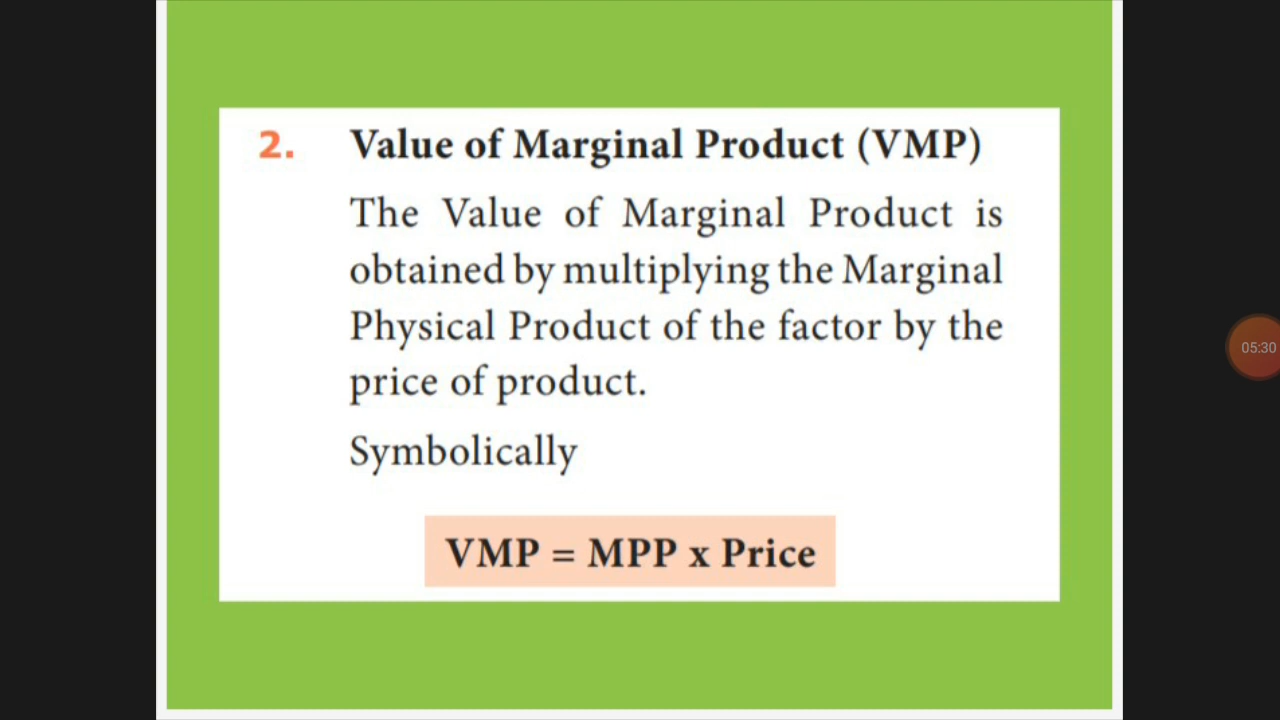 2. Value of Marginal Product (VMP)
The Value of Marginal Product is
obtained by multiplying the Marginal
Physical Product of the factor by the
price of product.
Symbolically
VMP = MPP x Price
05:30